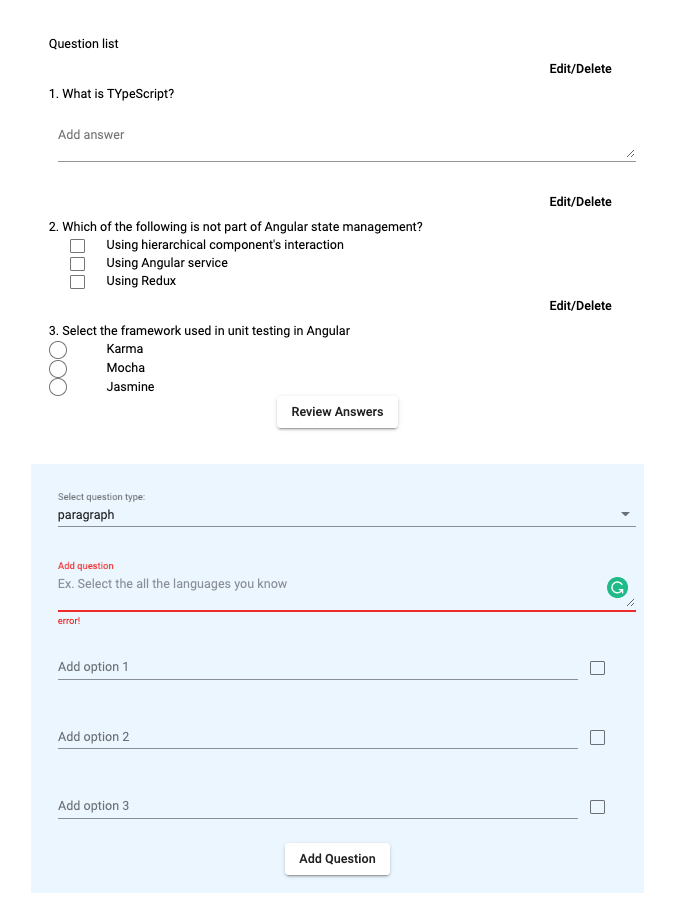 Question list
Edit/Delete
1. What is TYpeScript?
Add answer
Edit/Delete
2. Which of the following is not part of Angular state management?
Using hierarchical component's interaction
Using Angular service
Using Redux
Edit/Delete
3. Select the framework used in unit testing in Angular
Karma
Mocha
Jasmine
Review Answers
Select question type:
paragraph
Add question
Ex. Select the all the languages you know
error!
Add option 1
Add option 2
Add option 3
Add Question